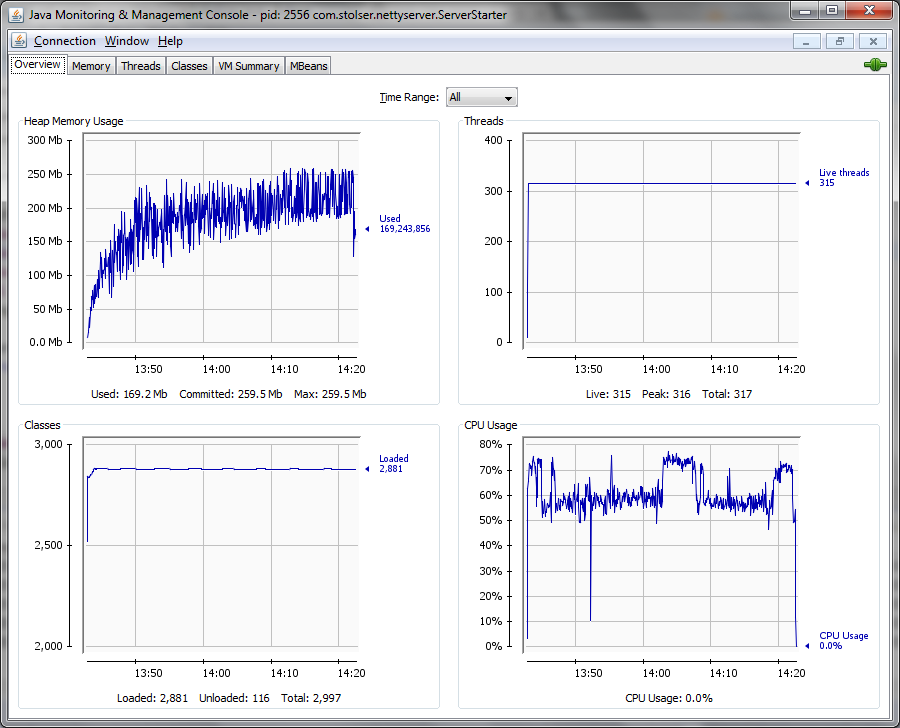 Java Monitoring & Management Console - pid: 2556 com.stolser.nettyserver.ServerStarter
Connection Window Help
Overview Memory Threads Classes VM Summary MBeans
Time Range: All
Heap Memory Usage
300 Mb
250 Mb
200 Mb
150 Mb
100 Mb
50 Mb
0.0 Mb
Used
169,243,856
13:50 14:00 14:10 14:20
Used: 169.2 Mb Committed: 259.5 Mb Max: 259.5 Mb
Threads
400
300
200
100
0
Live threads
315
13:50 14:00 14:10 14:20
Live: 315 Peak: 316 Total: 317
Classes
3,000
2,500
2,000
Loaded
2,881
13:50 14:00 14:10 14:20
Loaded: 2,881 Unloaded: 116 Total: 2,997
CPU Usage
80%
70%
60%
50%
40%
30%
20%
10%
0%
CPU Usage
0.0%
13:50 14:00 14:10 14:20
CPU Usage: 0.0%